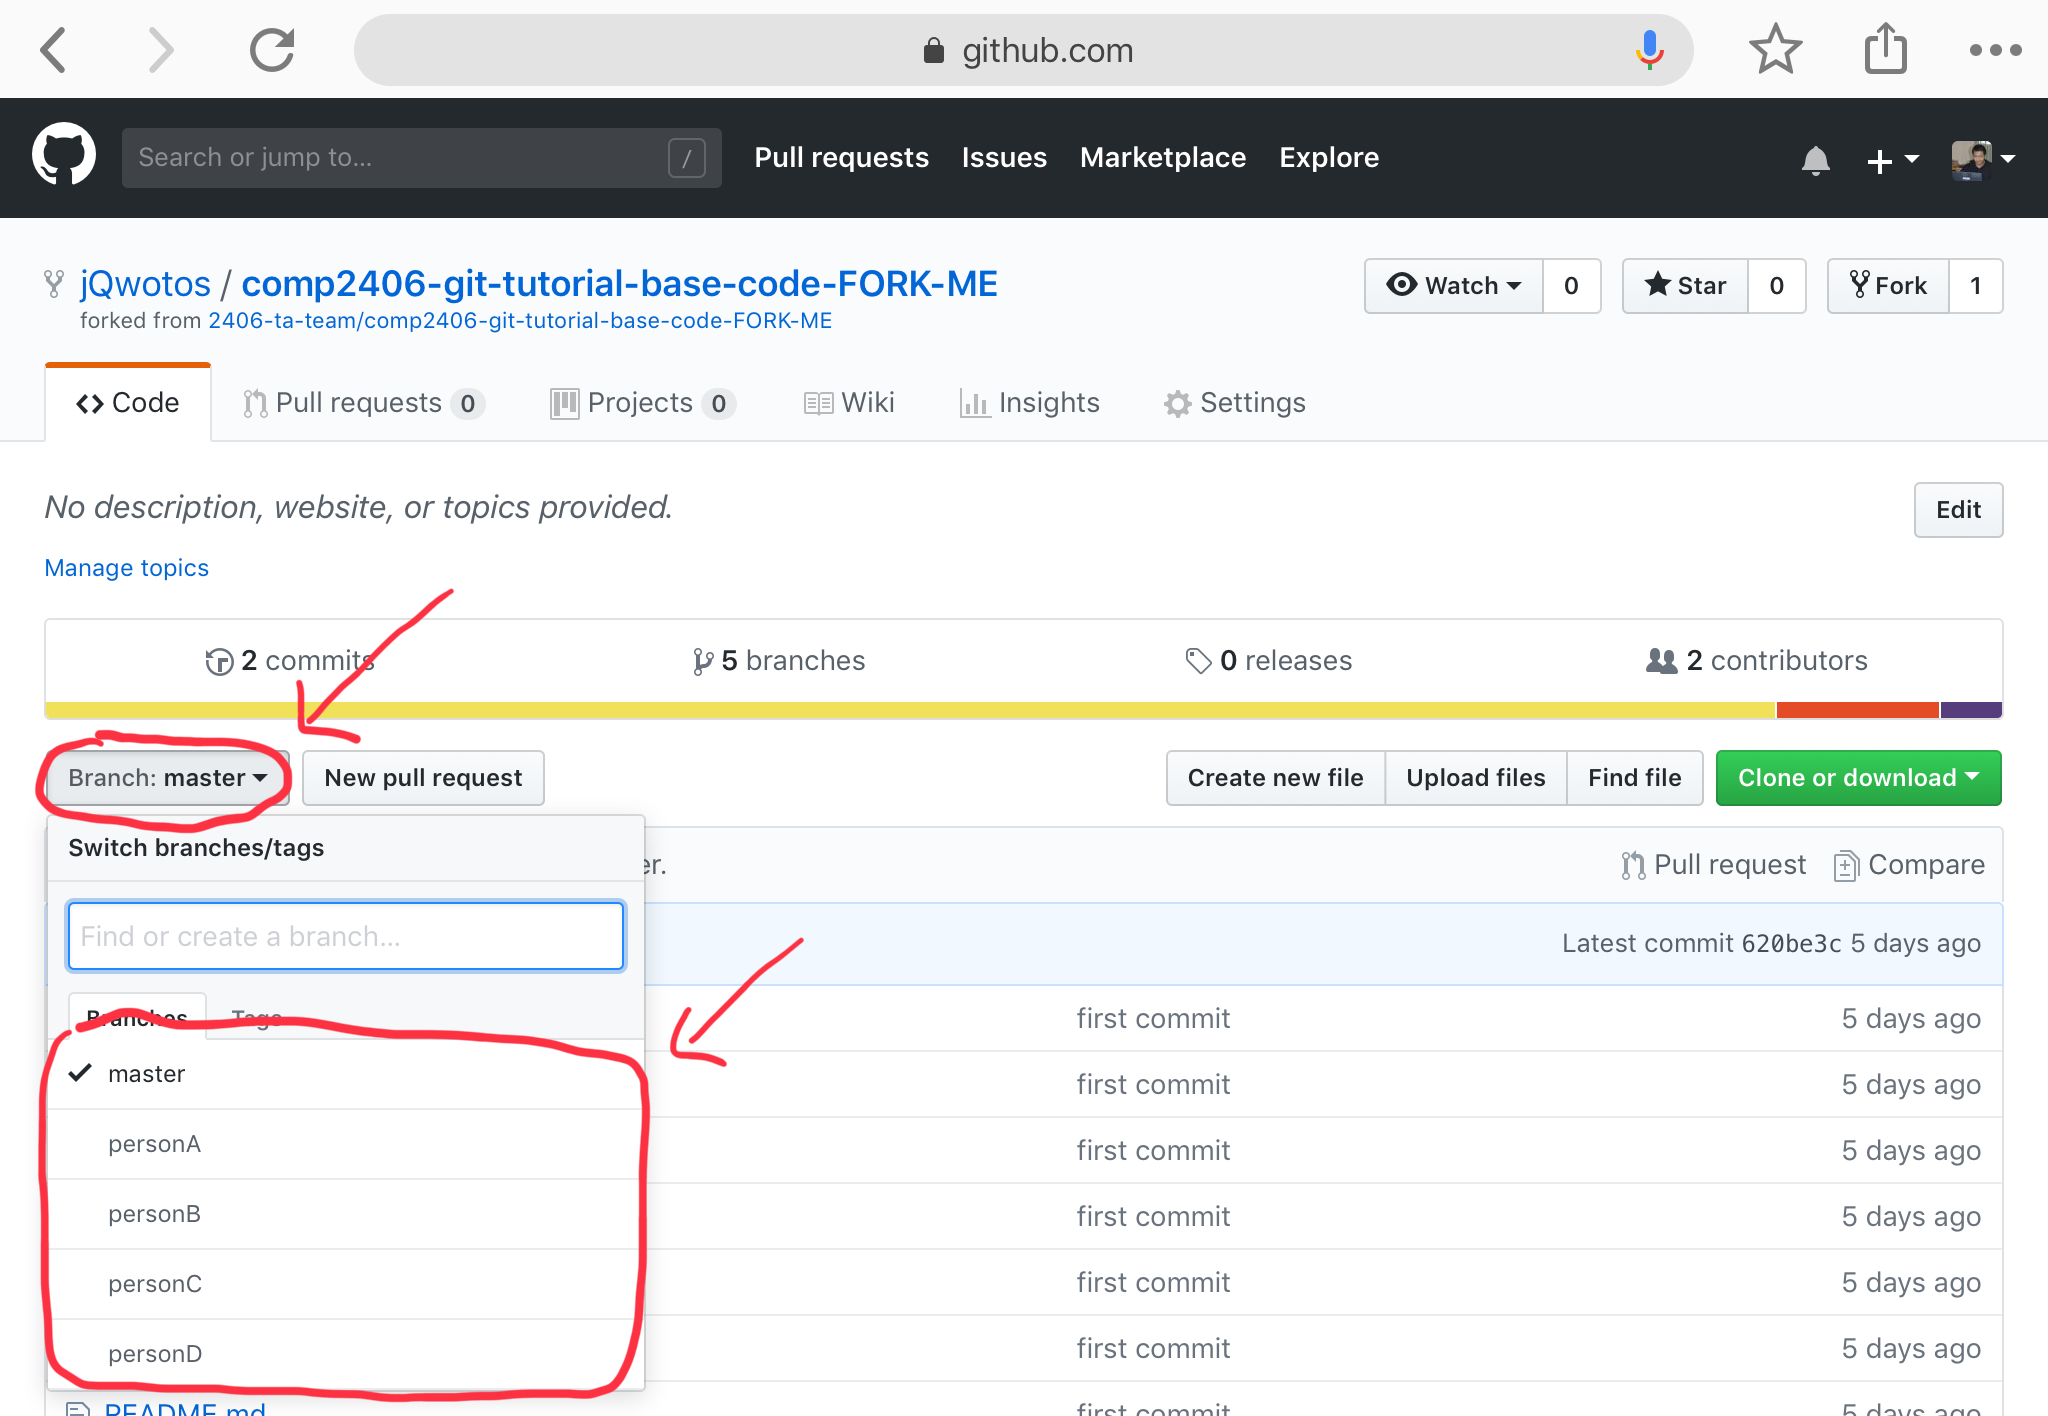 github.com
Search or jump to... /
Pull requests Issues Marketplace Explore
jQwotos / comp2406-git-tutorial-base-code-FORK-ME
Watch 0 Star 0 Fork 1
forked from 2406-ta-team/comp2406-git-tutorial-base-code-FORK-ME
Code Pull requests 0 Projects 0 Wiki Insights Settings
No description, website, or topics provided.
Edit
Manage topics
2 commits 5 branches 0 releases 2 contributors
Branch: master New pull request Create new file Upload files Find file Clone or download
Switch branches/tags
er. Pull request Compare
Find or create a branch...
Latest commit 620be3c 5 days ago
Branches Tags
first commit 5 days ago
master
first commit 5 days ago
personA
first commit 5 days ago
personB
first commit 5 days ago
personC
first commit 5 days ago
personD
first commit 5 days ago
README.md first commit 5 days ago